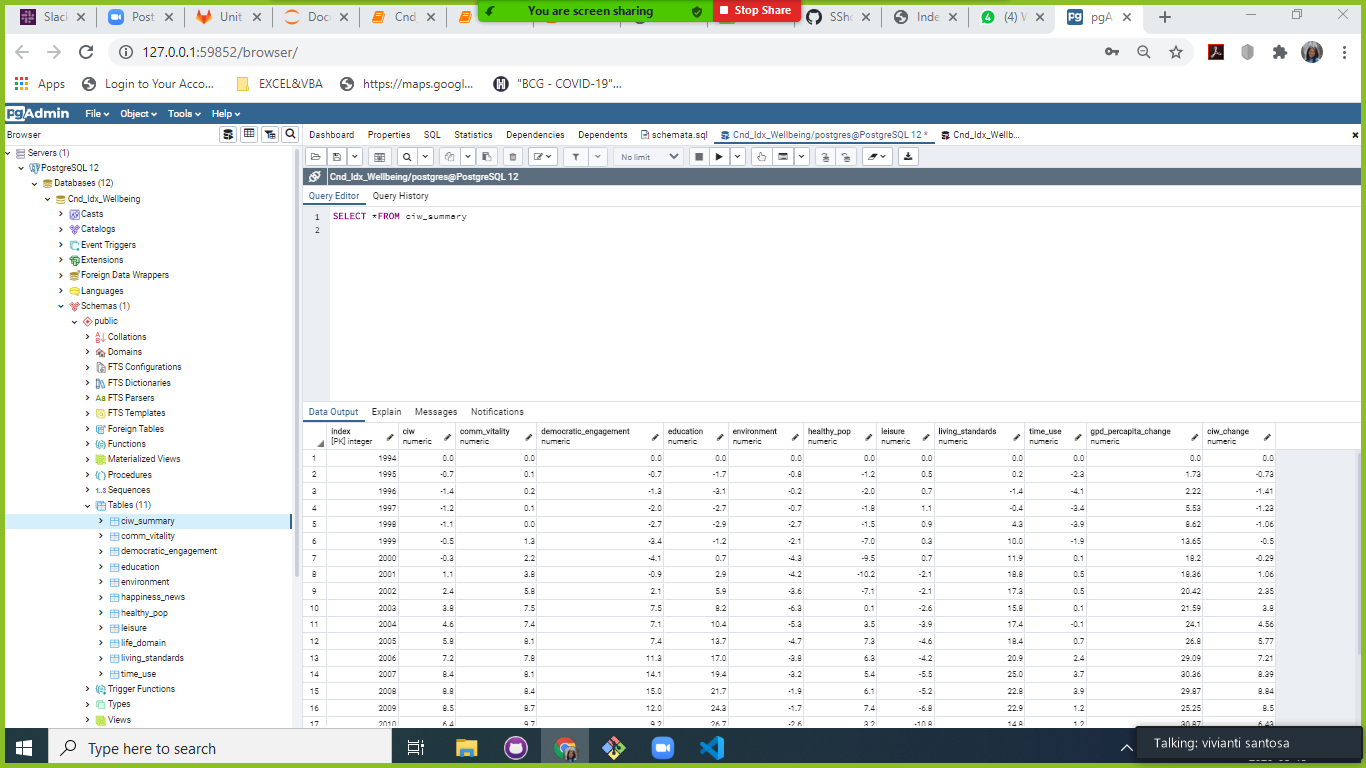 You are screen sharing
Stop Share
Slack
Post
Unit
Doc
Cnd
SSho
Inde
(4) V
pgA
127.0.0.1:59852/browser/
Apps
Login to Your Acco...
EXCEL&VBA
https://maps.googl...
"BCG - COVID-19"...
pgAdmin
File
Object
Tools
Help
Browser
Dashboard
Properties
SQL
Statistics
Dependencies
Dependents
schemata.sql
Cnd_Idx_Wellbeing/postgres@PostgreSQL 12 *
Cnd_Idx_Wellb...
Servers (1)
PostgreSQL 12
Databases (12)
Cnd_Idx_Wellbeing
Casts
Catalogs
Event Triggers
Extensions
Foreign Data Wrappers
Languages
Schemas (1)
public
Collations
Domains
FTS Configurations
FTS Dictionaries
FTS Parsers
FTS Templates
Foreign Tables
Functions
Materialized Views
Procedures
Sequences
Tables (11)
ciw_summary
comm_vitality
democratic_engagement
education
environment
happiness_news
healthy_pop
leisure
life_domain
living_standards
time_use
Trigger Functions
Types
Views
No limit
Cnd_Idx_Wellbeing/postgres@PostgreSQL 12
Query Editor
Query History
1 SELECT *FROM ciw_summary
2
Data Output
Explain
Messages
Notifications
index [PK] integer
ciw numeric
comm_vitality numeric
democratic_engagement numeric
education numeric
environment numeric
healthy_pop numeric
leisure numeric
living_standards numeric
time_use numeric
gpd_percapita_change numeric
ciw_change numeric
1 1994 0.0 0.0 0.0 0.0 0.0 0.0 0.0 0.0 0.0 0.0 0.0
2 1995 -0.7 0.1 -0.7 -1.7 -0.8 -1.2 0.5 0.2 -2.3 1.73 -0.73
3 1996 -1.4 0.2 -1.3 -3.1 -2.0 0.7 -1.4 -4.1 2.22 -1.41
4 1997 -1.2 0.1 -2.0 -2.7 -0.7 -1.8 1.1 -0.4 -3.4 5.53 -1.23
5 1998 -1.1 0.0 -2.7 -2.9 -2.7 -1.5 0.9 4.3 -3.9 8.62 -1.06
6 1999 -0.5 1.3 -3.4 -1.2 -2.1 -7.0 0.3 10.0 -1.9 13.65 -0.5
7 2000 -0.3 2.2 -4.1 0.7 -4.3 -9.5 0.7 11.9 0.1 18.2 -0.29
8 2001 1.1 3.8 -0.9 2.9 -4.2 -10.2 -2.1 18.8 0.5 18.36 1.06
9 2002 2.4 5.8 2.1 5.9 -3.6 -7.1 -2.1 17.3 0.5 20.42 2.35
10 2003 3.8 7.5 7.5 8.2 -6.3 0.1 -2.6 15.8 0.1 21.59 3.8
11 2004 4.6 7.4 7.1 10.4 -5.3 3.5 -3.9 17.4 -0.1 24.1 4.56
12 2005 5.8 8.1 7.4 13.7 -4.7 7.3 -4.6 18.4 0.7 26.8 5.77
13 2006 7.2 7.8 11.3 17.0 -3.8 6.3 -4.2 20.9 2.4 29.09 7.21
14 2007 8.4 8.1 14.1 19.4 -3.2 5.4 -5.5 25.0 3.7 30.36 8.39
15 2008 8.8 8.4 15.0 21.7 -1.9 6.1 -5.2 22.8 3.9 29.87 8.84
16 2009 8.5 8.7 12.0 24.3 -1.7 7.4 -6.8 22.9 1.2 25.25 8.5
17 2010 6.4 9.7 9.2 26.7 -2.6 3.2 -10.8 14.8 1.2 30.87 6.43
Type here to search
Talking: vivianti santosa